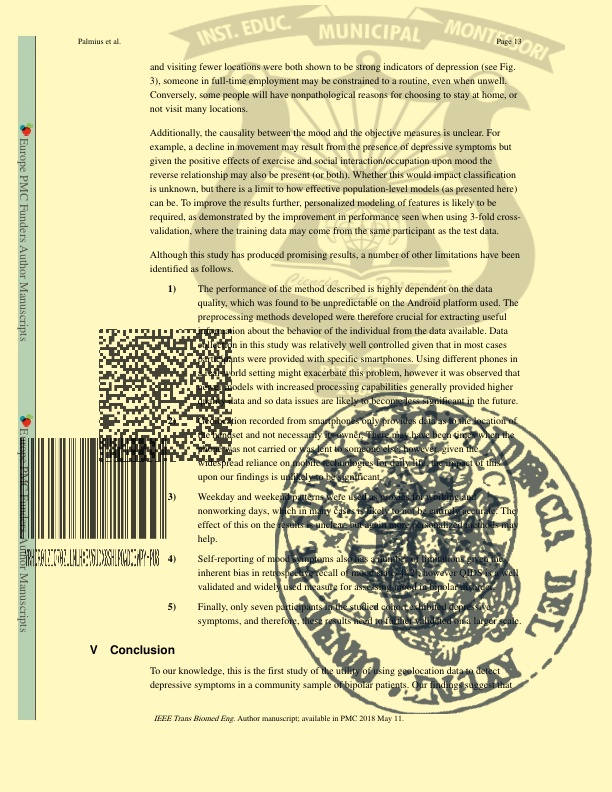 Palmius et al.
Page 13
INST. EDUC. MUNICIPAL MONTESSORI
and visiting fewer locations were both shown to be strong indicators of depression (see Fig.
3), someone in full-time employment may be constrained to a routine, even when unwell.
Conversely, some people will have nonpathological reasons for choosing to stay at home, or
not visit many locations.
Additionally, the causality between the mood and the objective measures is unclear. For
example, a decline in movement may result from the presence of depressive symptoms but
given the positive effects of exercise and social interaction/occupation upon mood the
reverse relationship may also be present (or both). Whether this would impact classification
is unknown, but there is a limit to how effective population-level models (as presented here)
can be. To improve the results further, personalized modeling of features is likely to be
required, as demonstrated by the improvement in performance seen when using 3-fold cross-
validation, where the training data may come from the same participant as the test data.
Although this study has produced promising results, a number of other limitations have been
identified as follows.
1) The performance of the method described is highly dependent on the data
quality, which was found to be unpredictable on the Android platform used. The
preprocessing methods developed were therefore crucial for extracting useful
information about the behavior of the individual from the data available. Data
collection in this study was relatively well controlled given that in most cases
participants were provided with specific smartphones. Using different phones in
a real-world setting might exacerbate this problem, however it was observed that
newer models with increased processing capabilities generally provided higher
quality data and so data issues are likely to become less significant in the future.
recorded from smartphones only provides data as to the location of
the handset and not necessarily its owner. There may have been times when the
was not carried or was lent to someone else; however, given the
widespread reliance on mobile technologies for daily life, the impact of this
upon our findings is unlikely to be significant.
3) Weekday and weekend patterns were used as proxies for working and
nonworking days, which in many cases is likely to not be entirely accurate. The
effect of this on the results is unclear, but again more personalized methods may
help.
4) Self-reporting of mood symptoms also has a number of limitations given the
inherent bias in retrospective recall of mood states however QIDS is a well
validated and widely used measure for assessing mood in bipolar disorder.
5) Finally, only seven participants in the studied cohort exhibited depressive
symptoms, and therefore, these results need to further validated on a larger scale.
V Conclusion
To our knowledge, this is the first study of the utility of using geolocation data to detect
depressive symptoms in a community sample of bipolar patients. Our findings suggest that
IEEE Trans Biomed Eng. Author manuscript; available in PMC 2018 May 11.
Europe PMC Funders Author Manuscripts
Europe PMC Funders Author Manuscripts